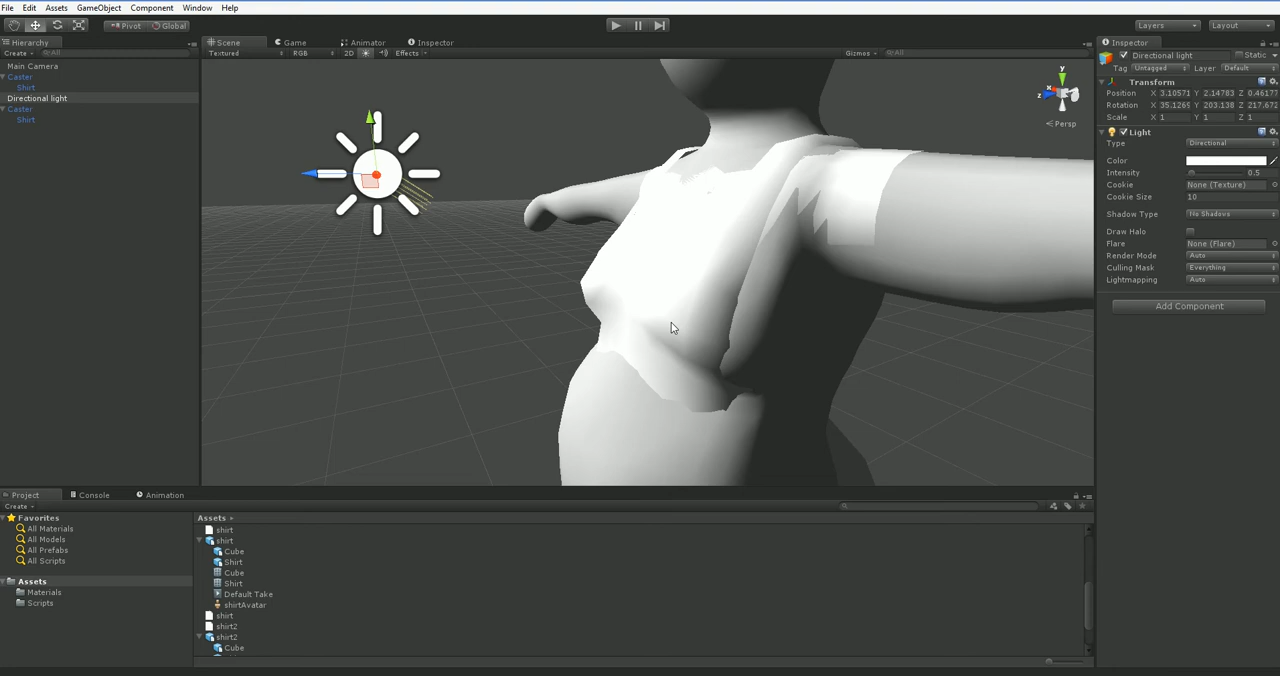 File Edit Assets GameObject Component Window Help
Pivot Global Layers Layout
Hierarchy Scene Game Animator Inspector Inspector
Create All Textured RGB 2D Effects Gizmos All Directional light Static
Main Camera Tag Untagged Layer Default
Caster Transform
Shirt Position X 3.10571 Y 2.14783 Z 0.46177
Directional light Rotation X 35.1269 Y 203.138 Z 217.672
Caster Scale X 1 Y 1 Z 1
Shirt
y
z
x
Persp
Light
Type Directional
Color
Intensity 0.5
Cookie None (Texture)
Cookie Size 10
Shadow Type No Shadows
Draw Halo
Flare None (Flare)
Render Mode Auto
Culling Mask Everything
Lightmapping Auto
Add Component
Project Console Animation
Create
Favorites
All Materials
All Models
All Prefabs
All Scripts
Assets
Materials
Scripts
Assets
shirt
shirt
Cube
Shirt
Cube
Shirt
Default Take
shirtAvatar
shirt
shirt2
shirt2
Cube